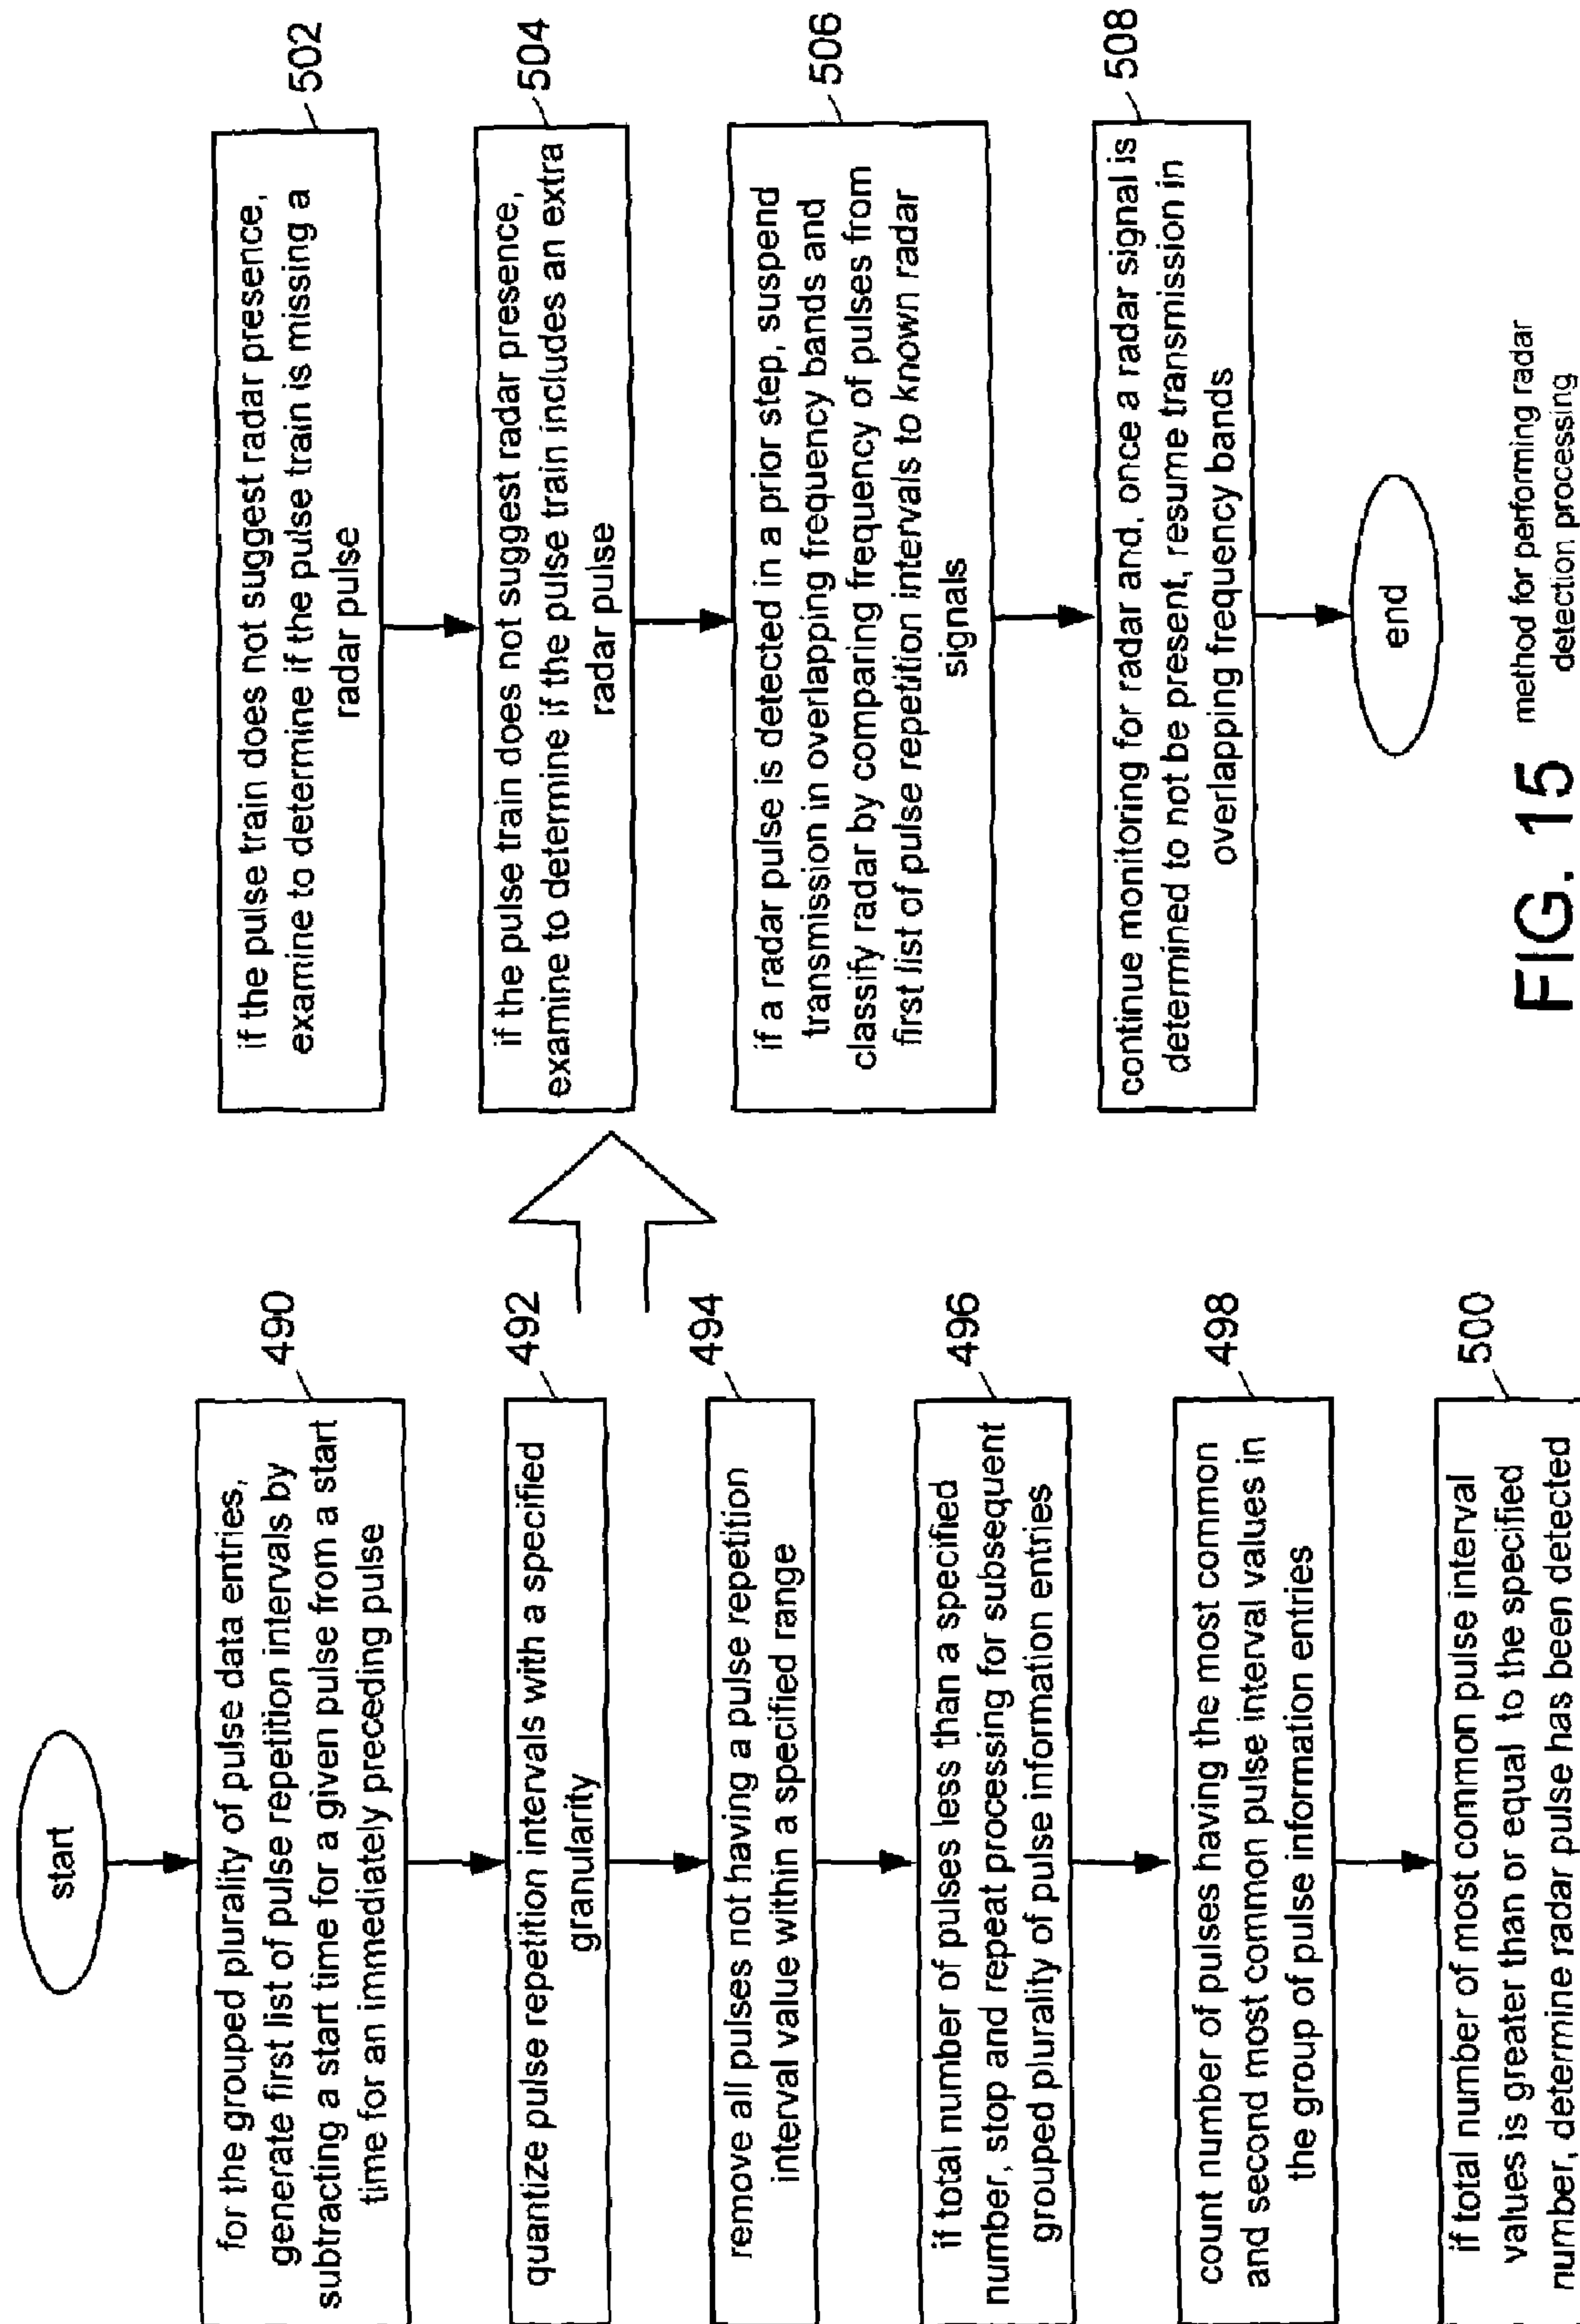 start
for the grouped plurality of pulse data entries,
generate first list of pulse repetition intervals by
subtracting a start time for a given pulse from a start
time for an immediately preceding pulse
490
quantize pulse repetition intervals with a specified
granularity
492
remove all pulses not having a pulse repetition
interval value within a specified range
494
if total number of pulses less than a specified
number, stop and repeat processing for subsequent
grouped plurality of pulse information entries
496
count number of pulses having the most common
and second most common pulse interval values in
the group of pulse information entries
498
if total number of most common pulse interval
values is greater than or equal to the specified
number, determine radar pulse has been detected
500
if the pulse train does not suggest radar presence,
examine to determine if the pulse train is missing a
radar pulse
502
if the pulse train does not suggest radar presence,
examine to determine if the pulse train includes an extra
radar pulse
504
if a radar pulse is detected in a prior step, suspend
transmission in overlapping frequency bands and
classify radar by comparing frequency of pulses from
first list of pulse repetition intervals to known radar
signals
506
continue monitoring for radar and, once a radar signal is
determined to not be present, resume transmission in
overlapping frequency bands
508
end
FIG. 15 method for performing radar
detection processing